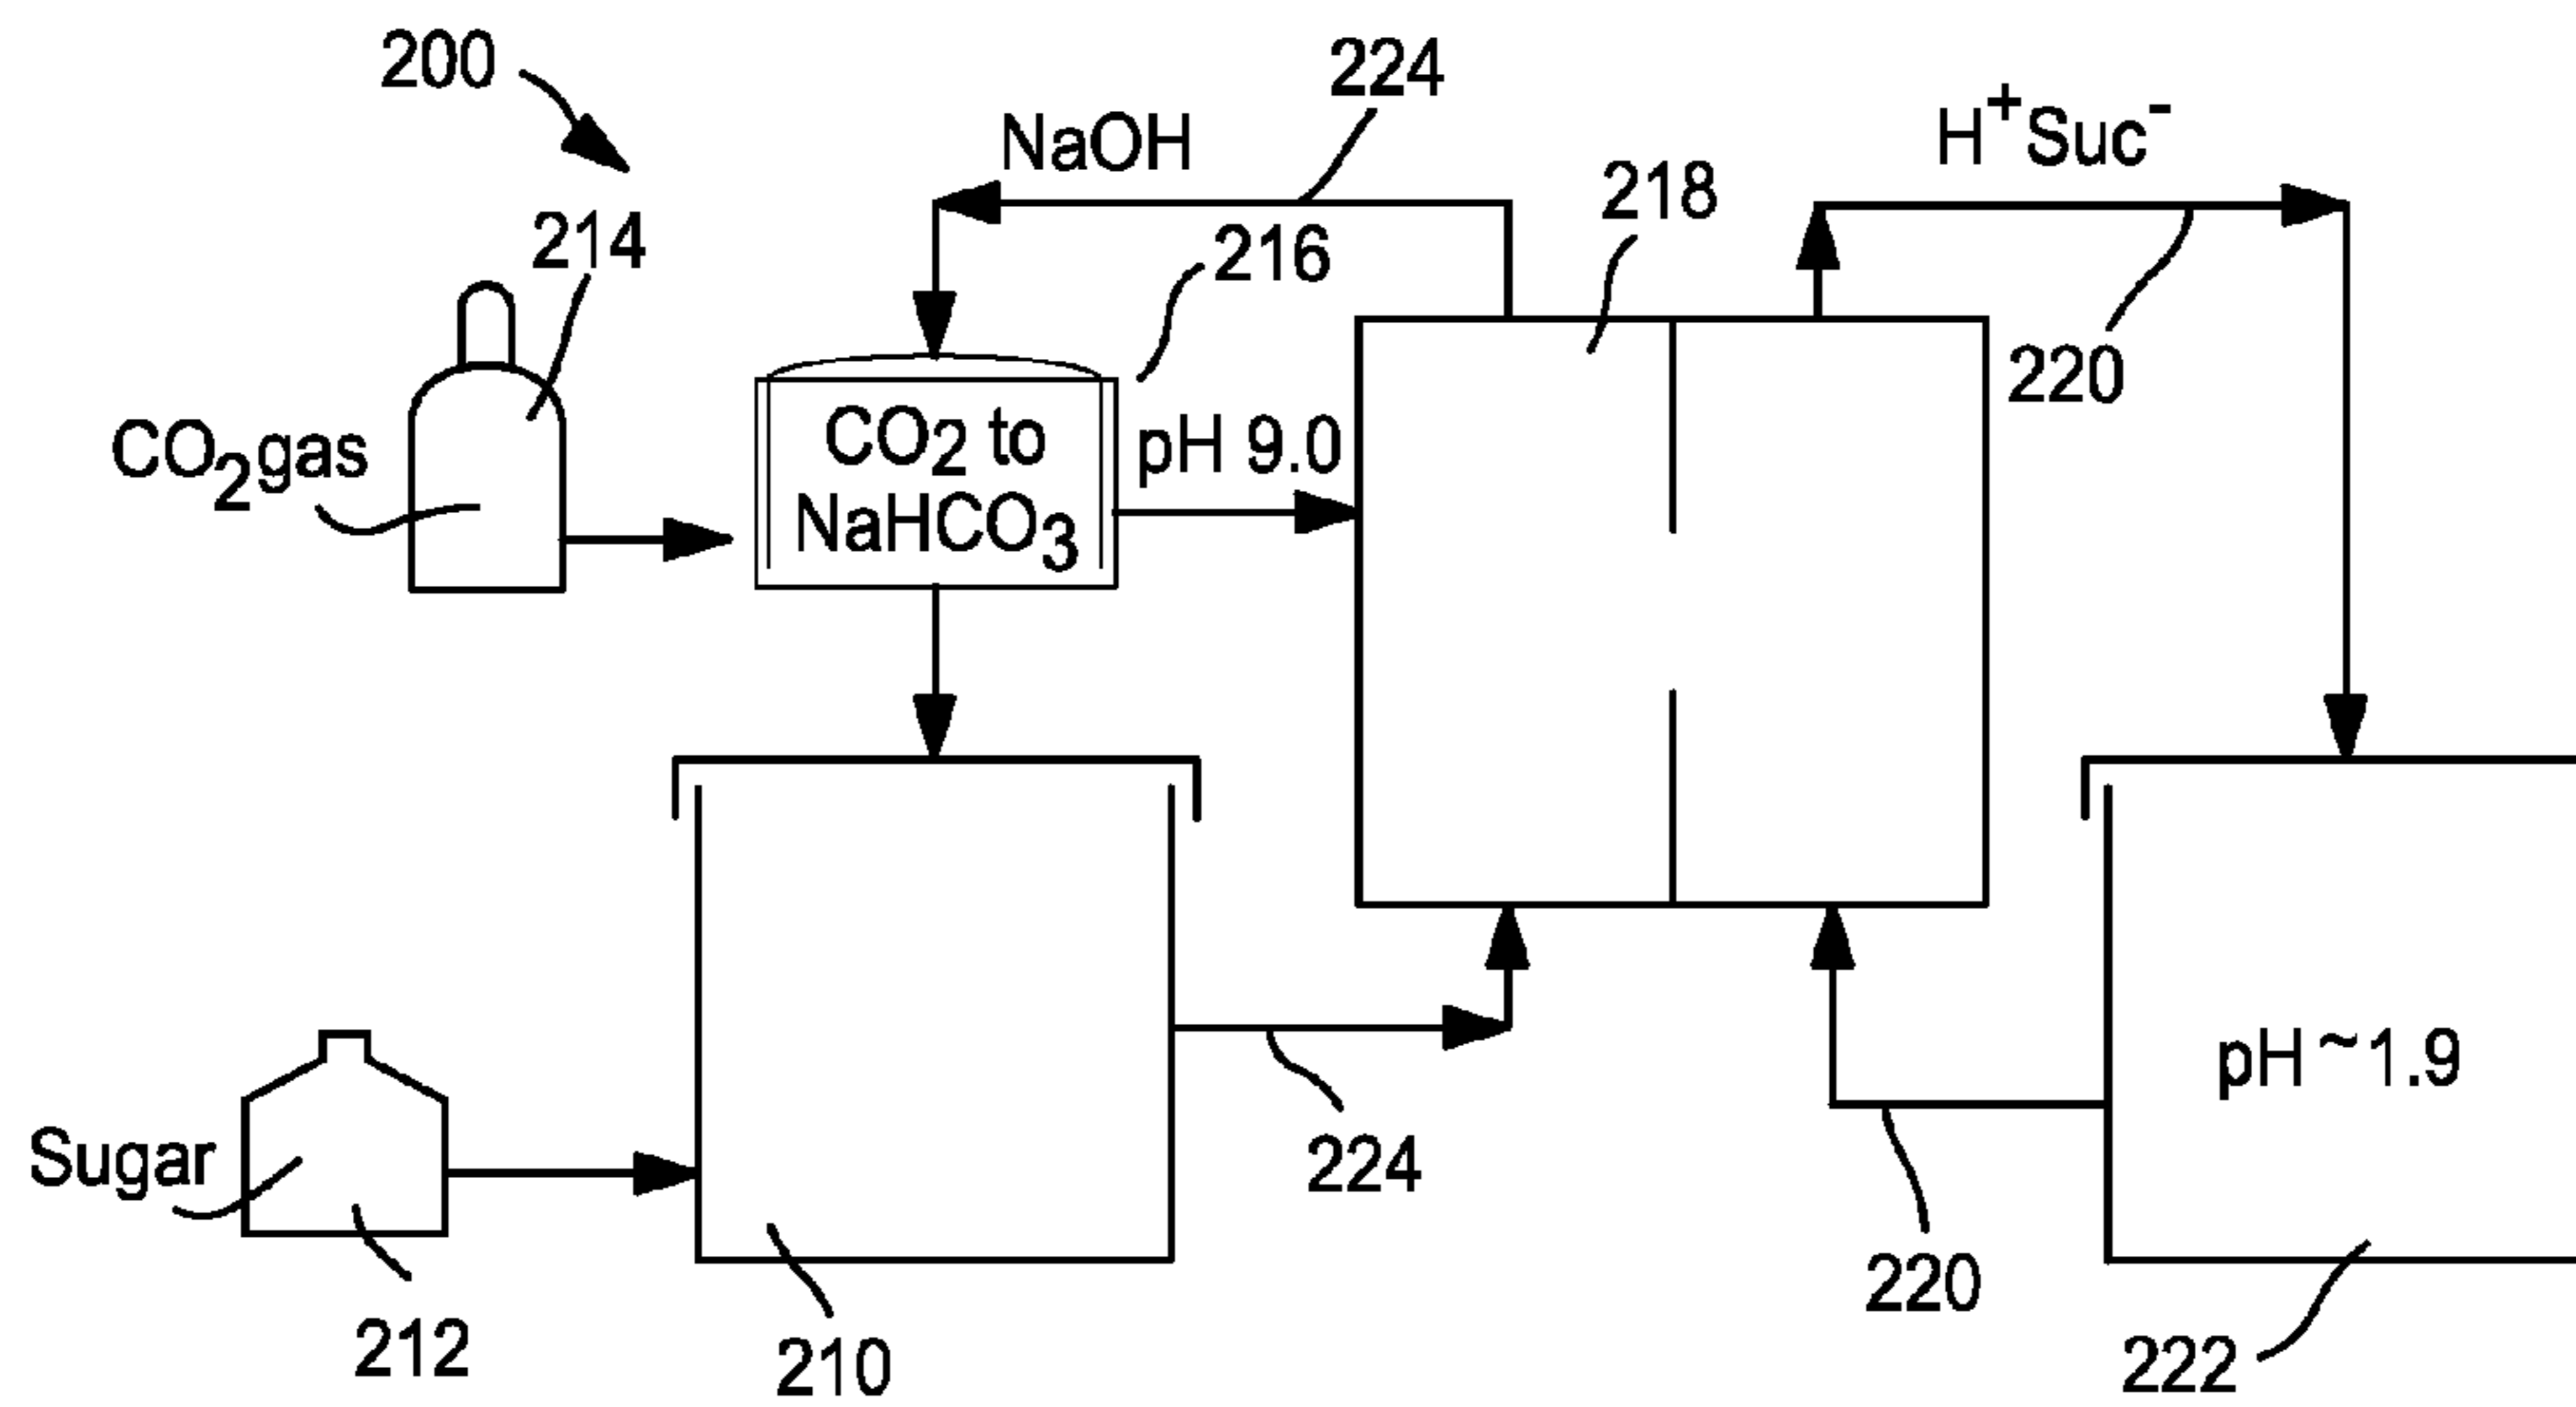 200
224
NaOH
H⁺Suc⁻
218
214
216
220
CO₂gas
CO₂ to
NaHCO₃
pH 9.0
Sugar
224
pH ~1.9
220
212
210
222